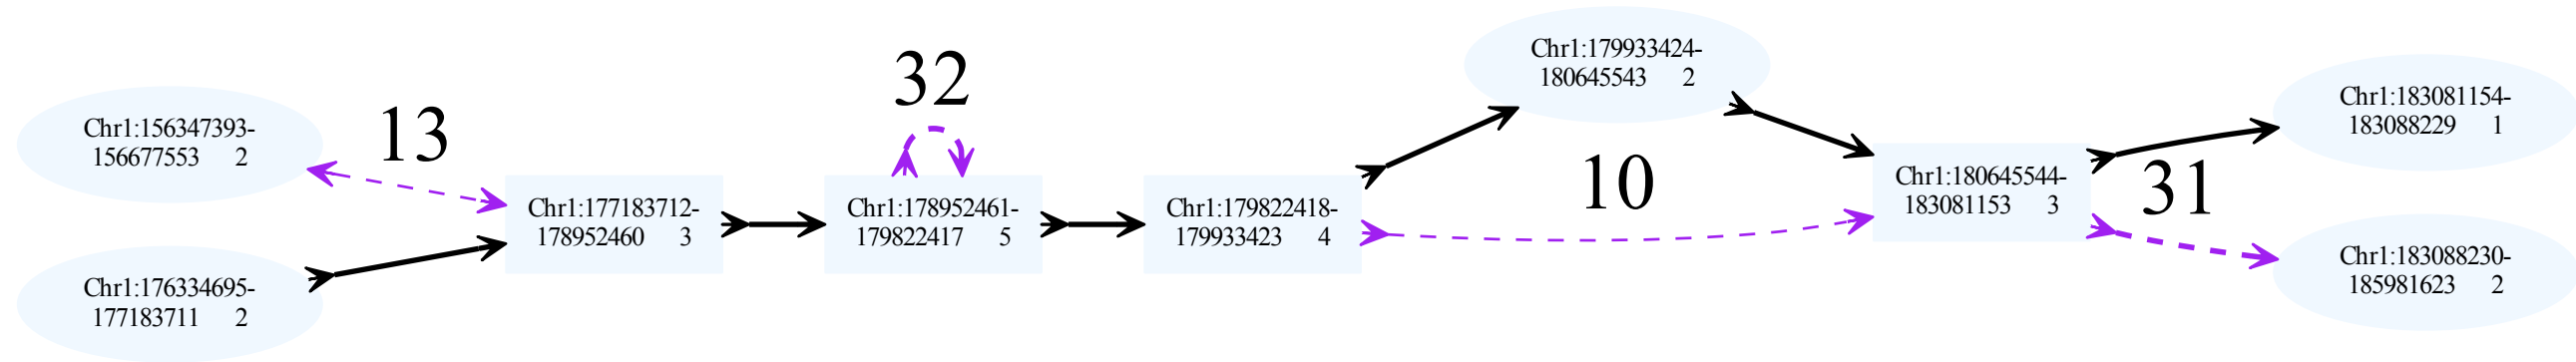 Chr1:156347393-
156677553 2
13
Chr1:176334695-
177183711 2
Chr1:177183712-
178952460 3
32
Chr1:178952461-
179822417 5
Chr1:179822418-
179933423 4
Chr1:179933424-
180645543 2
10
Chr1:180645544-
183081153 3
31
Chr1:183081154-
183088229 1
Chr1:183088230-
185981623 2